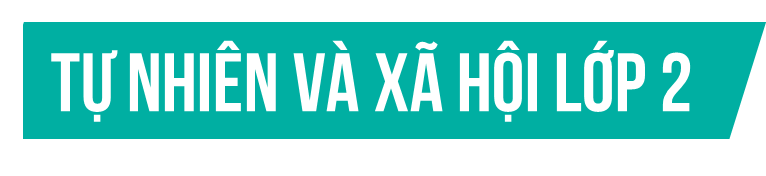 TỰ NHIÊN VÀ XÃ HỘI LỚP 2